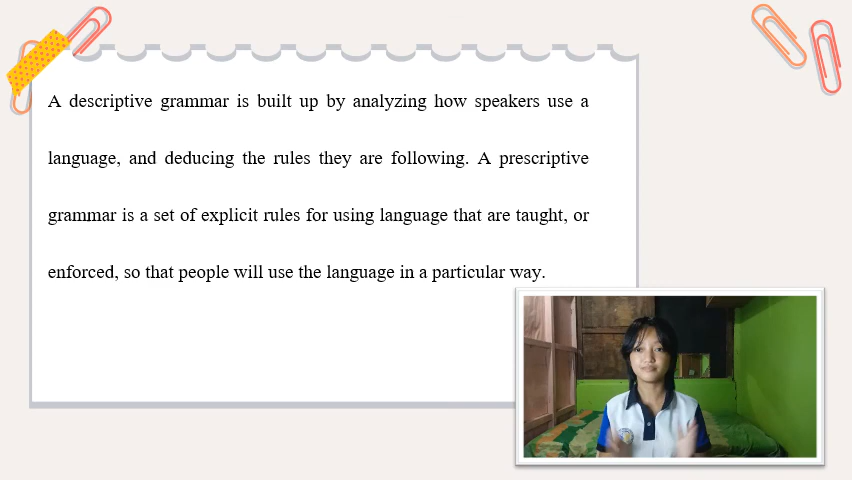 A descriptive grammar is built up by analyzing how speakers use a
language, and deducing the rules they are following. A prescriptive
grammar is a set of explicit rules for using language that are taught, or
enforced, so that people will use the language in a particular way.